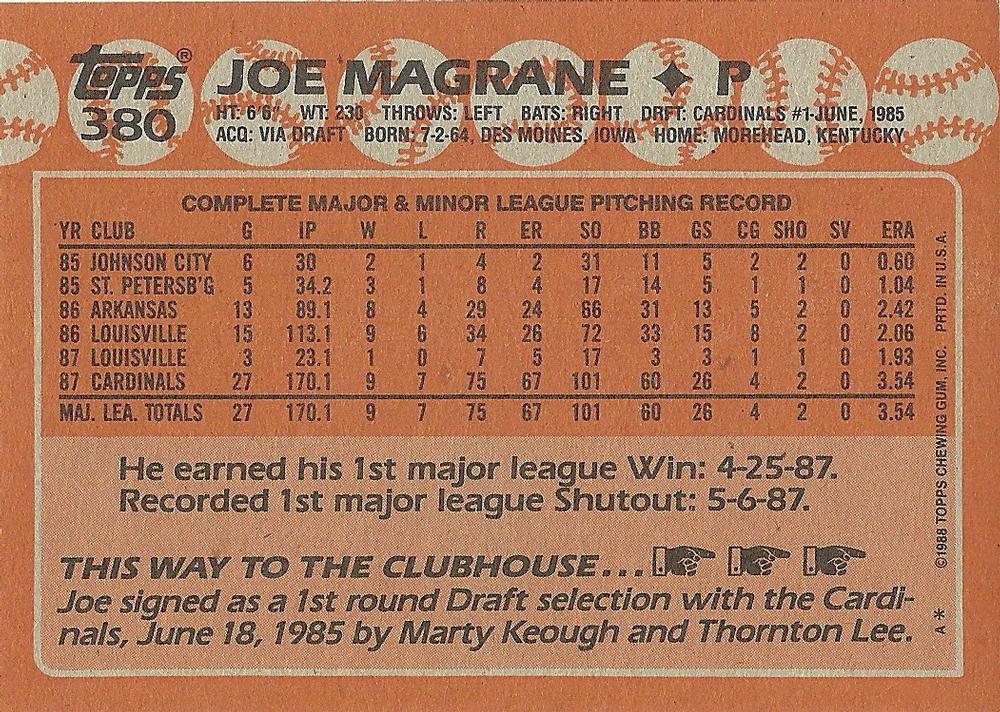 Topps® JOE MAGRANE ✦ P
380 HT: 6'6" WT: 230 THROWS: LEFT BATS: RIGHT DRFT: CARDINALS #1-JUNE, 1985
ACQ: VIA DRAFT BORN: 7-2-64, DES MOINES, IOWA HOME: MOREHEAD, KENTUCKY
COMPLETE MAJOR & MINOR LEAGUE PITCHING RECORD
YR CLUB G IP W L R ER SO BB GS CG SHO SV ERA
85 JOHNSON CITY 6 30 2 1 4 2 31 11 5 2 2 0 0.60
85 ST. PETERSB'G 5 34.2 3 1 8 4 17 14 5 1 1 0 1.04
86 ARKANSAS 13 89.1 8 4 29 24 66 31 13 5 2 0 2.42
86 LOUISVILLE 15 113.1 9 6 34 26 72 33 15 8 2 0 2.06
87 LOUISVILLE 3 23.1 1 0 7 5 17 3 3 1 1 0 1.93
87 CARDINALS 27 170.1 9 7 75 67 101 60 26 4 2 0 3.54
MAJ. LEA. TOTALS 27 170.1 9 7 75 67 101 60 26 4 2 0 3.54
He earned his 1st major league Win: 4-25-87.
Recorded 1st major league Shutout: 5-6-87.
THIS WAY TO THE CLUBHOUSE...
Joe signed as a 1st round Draft selection with the Cardi-
nals, June 18, 1985 by Marty Keough and Thornton Lee.
©1988 TOPPS CHEWING GUM, INC. PRTD. IN U.S.A.
A *